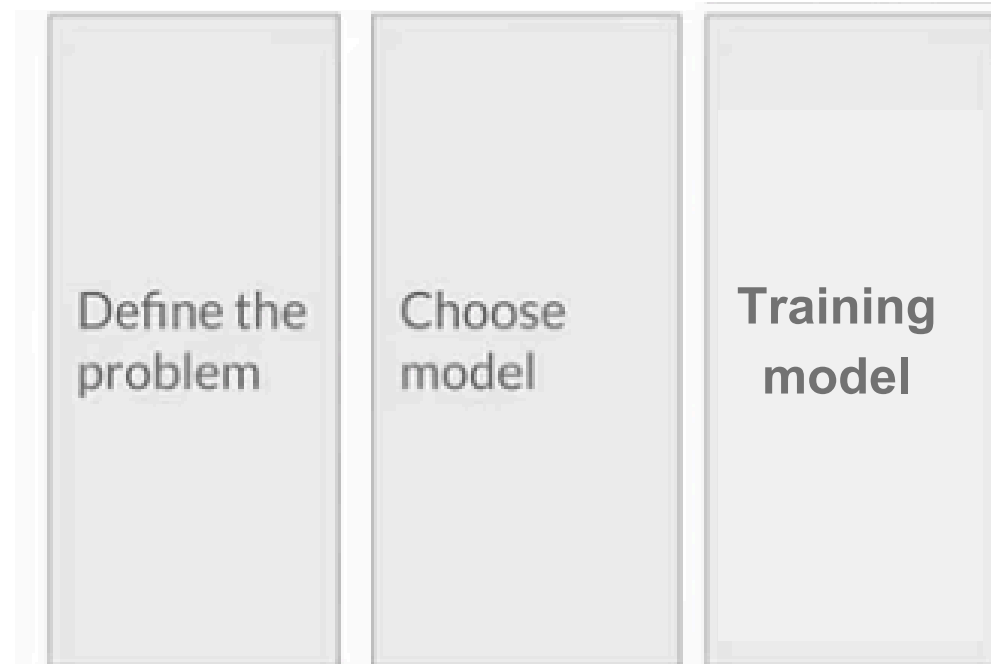 Define the
problem
Choose
model
Training
model